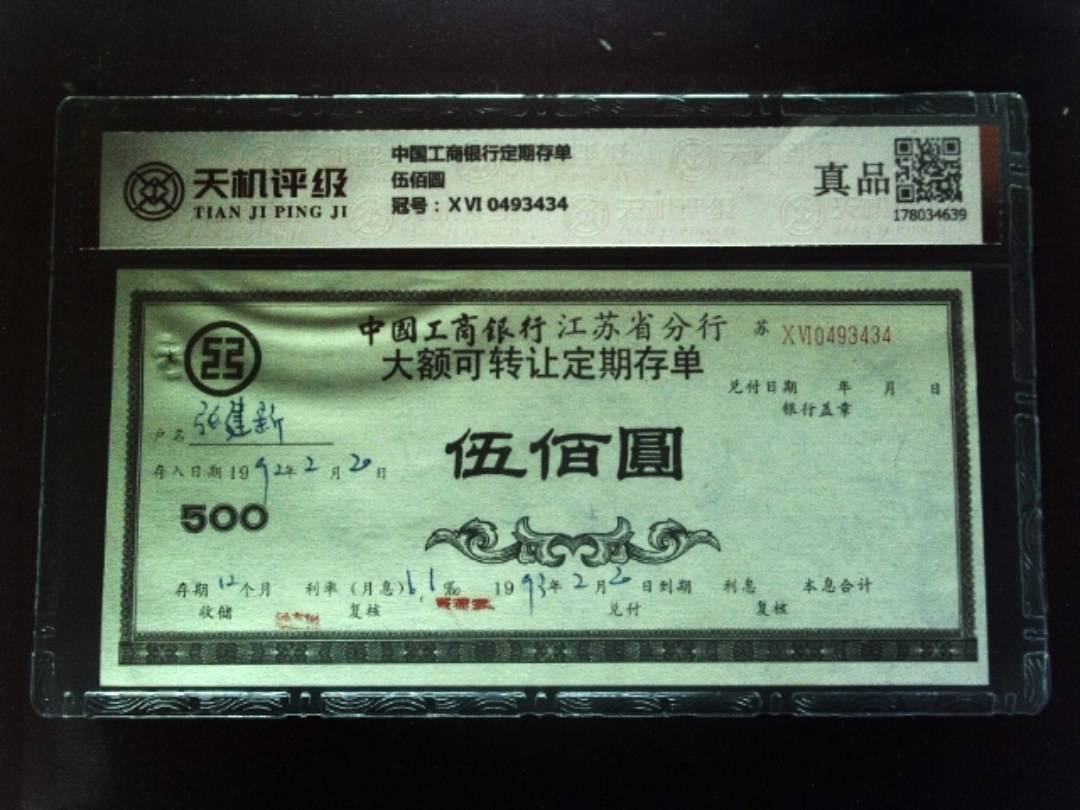 天机评级
TIAN JI PING JI
中国工商银行定期存单
伍佰圆
冠号：XVI 0493434
真品
178034639
中國工商銀行江苏省分行
苏 XVI0493434
大额可转让定期存单
兑付日期 年 月 日
银行盖章
户名 张建新
伍佰圓
存入日期1992年2月20日
500
存期12个月 利率（月息）6.1‰ 1993年2月20日到期 利息 本息合计
收储 复核 兑付 复核